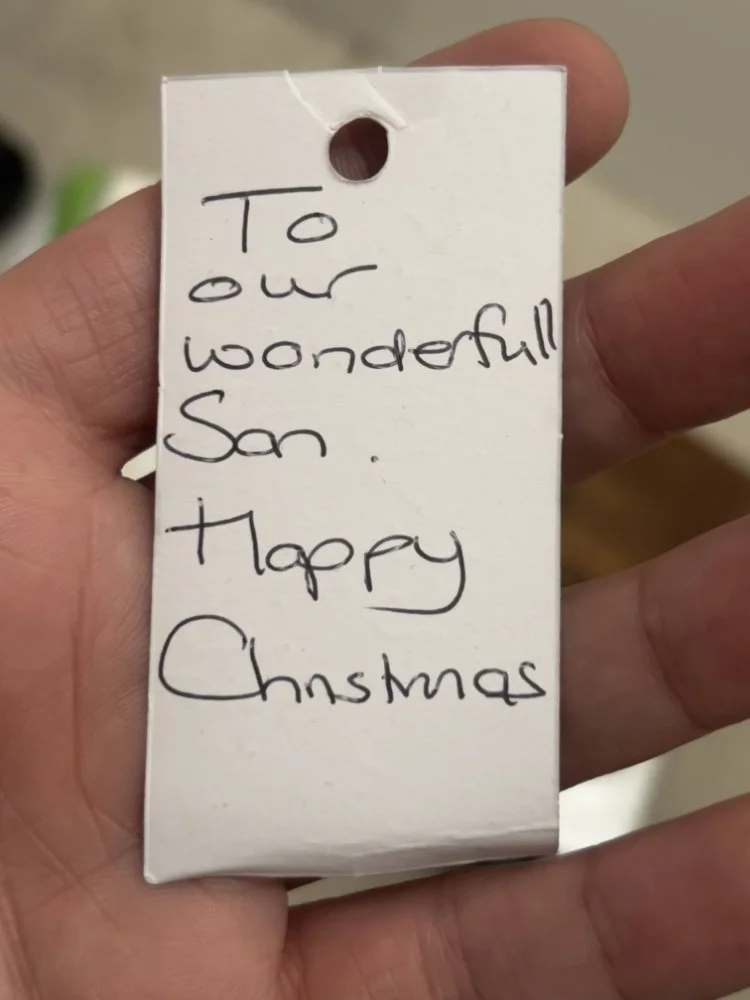 To
our
wonderfull
Son.
Happy
Christmas